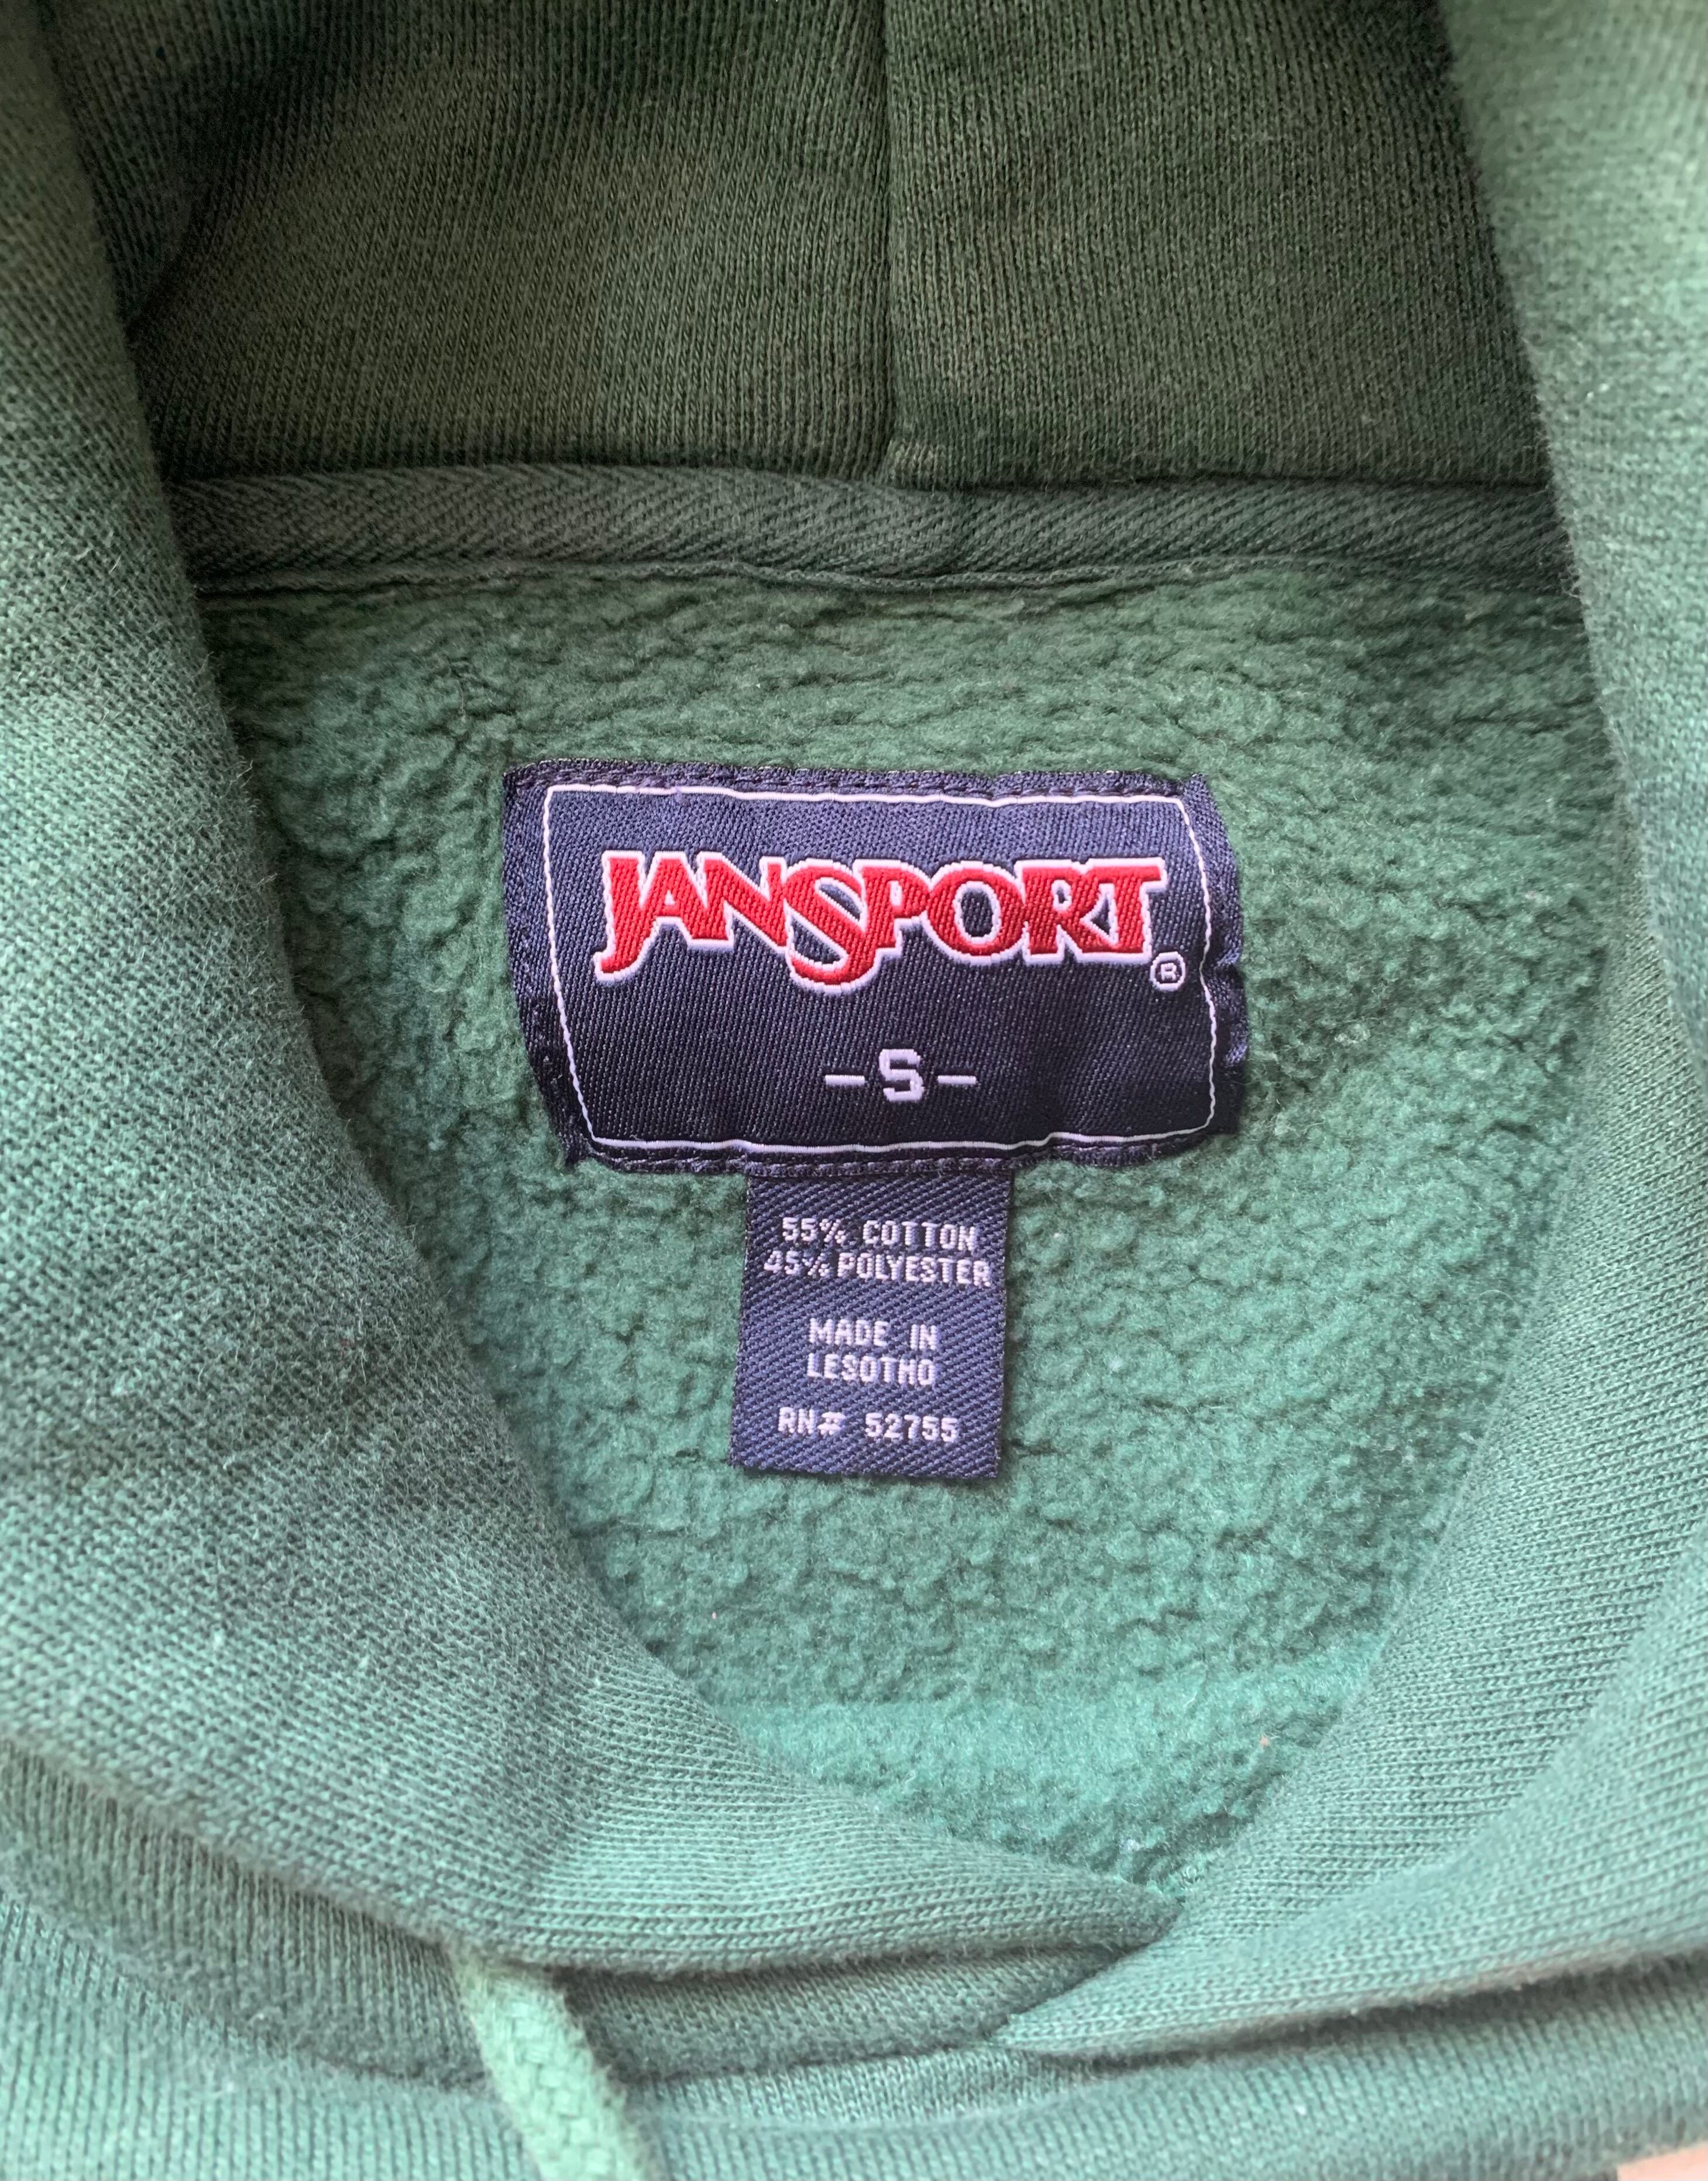 JANSPORT®
-S-
55% COTTON
45% POLYESTER
MADE IN
LESOTHO
RN# 52755